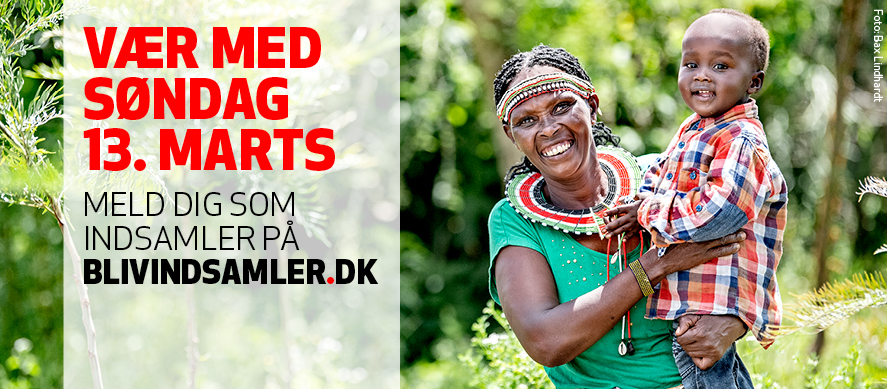 VÆR MED
SØNDAG
13. MARTS
MELD DIG SOM
INDSAMLER PÅ
BLIVINDSAMLER.DK
Foto: Bax Lindhardt